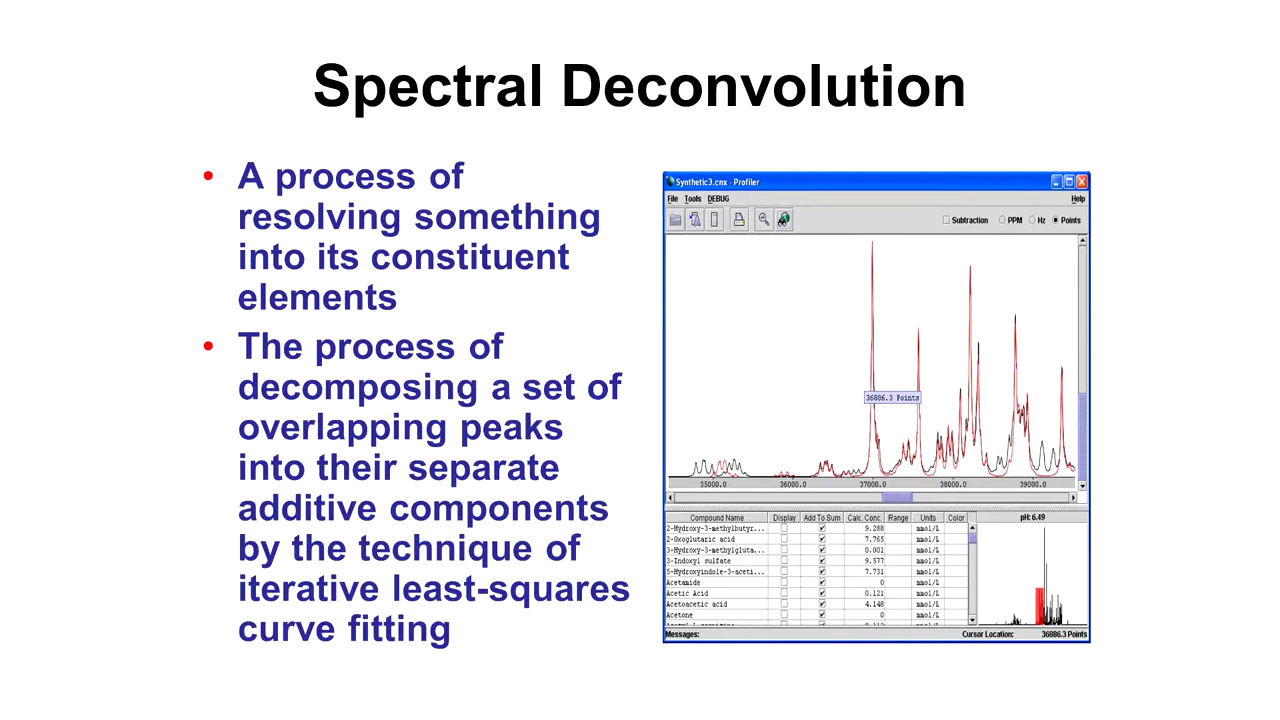 Spectral Deconvolution
• A process of
resolving something
into its constituent
elements
• The process of
decomposing a set of
overlapping peaks
into their separate
additive components
by the technique of
iterative least-squares
curve fitting
Synthetic3.cnx - Profiler
File Tools DEBUG Help
Subtraction PPM Hz Points
36886.3 Points
35000.0 36000.0 37000.0 38000.0 39000.0
Compound Name Display Add To Sum Calc. Conc. Range Units Color pH: 6.49
2-Hydroxy-3-methylbutyr... 9.288 mmol/L
2-Oxoglutaric acid 7.765 mmol/L
3-Hydroxy-3-methylgluta... 0.001 mmol/L
3-Indoxyl sulfate 9.577 mmol/L
5-Hydroxyindole-3-aceti... 7.731 mmol/L
Acetamide 0 mmol/L
Acetic Acid 0.121 mmol/L
Acetoacetic acid 4.148 mmol/L
Acetone 0 mmol/L
Messages: Cursor Location: 36886.3 Points